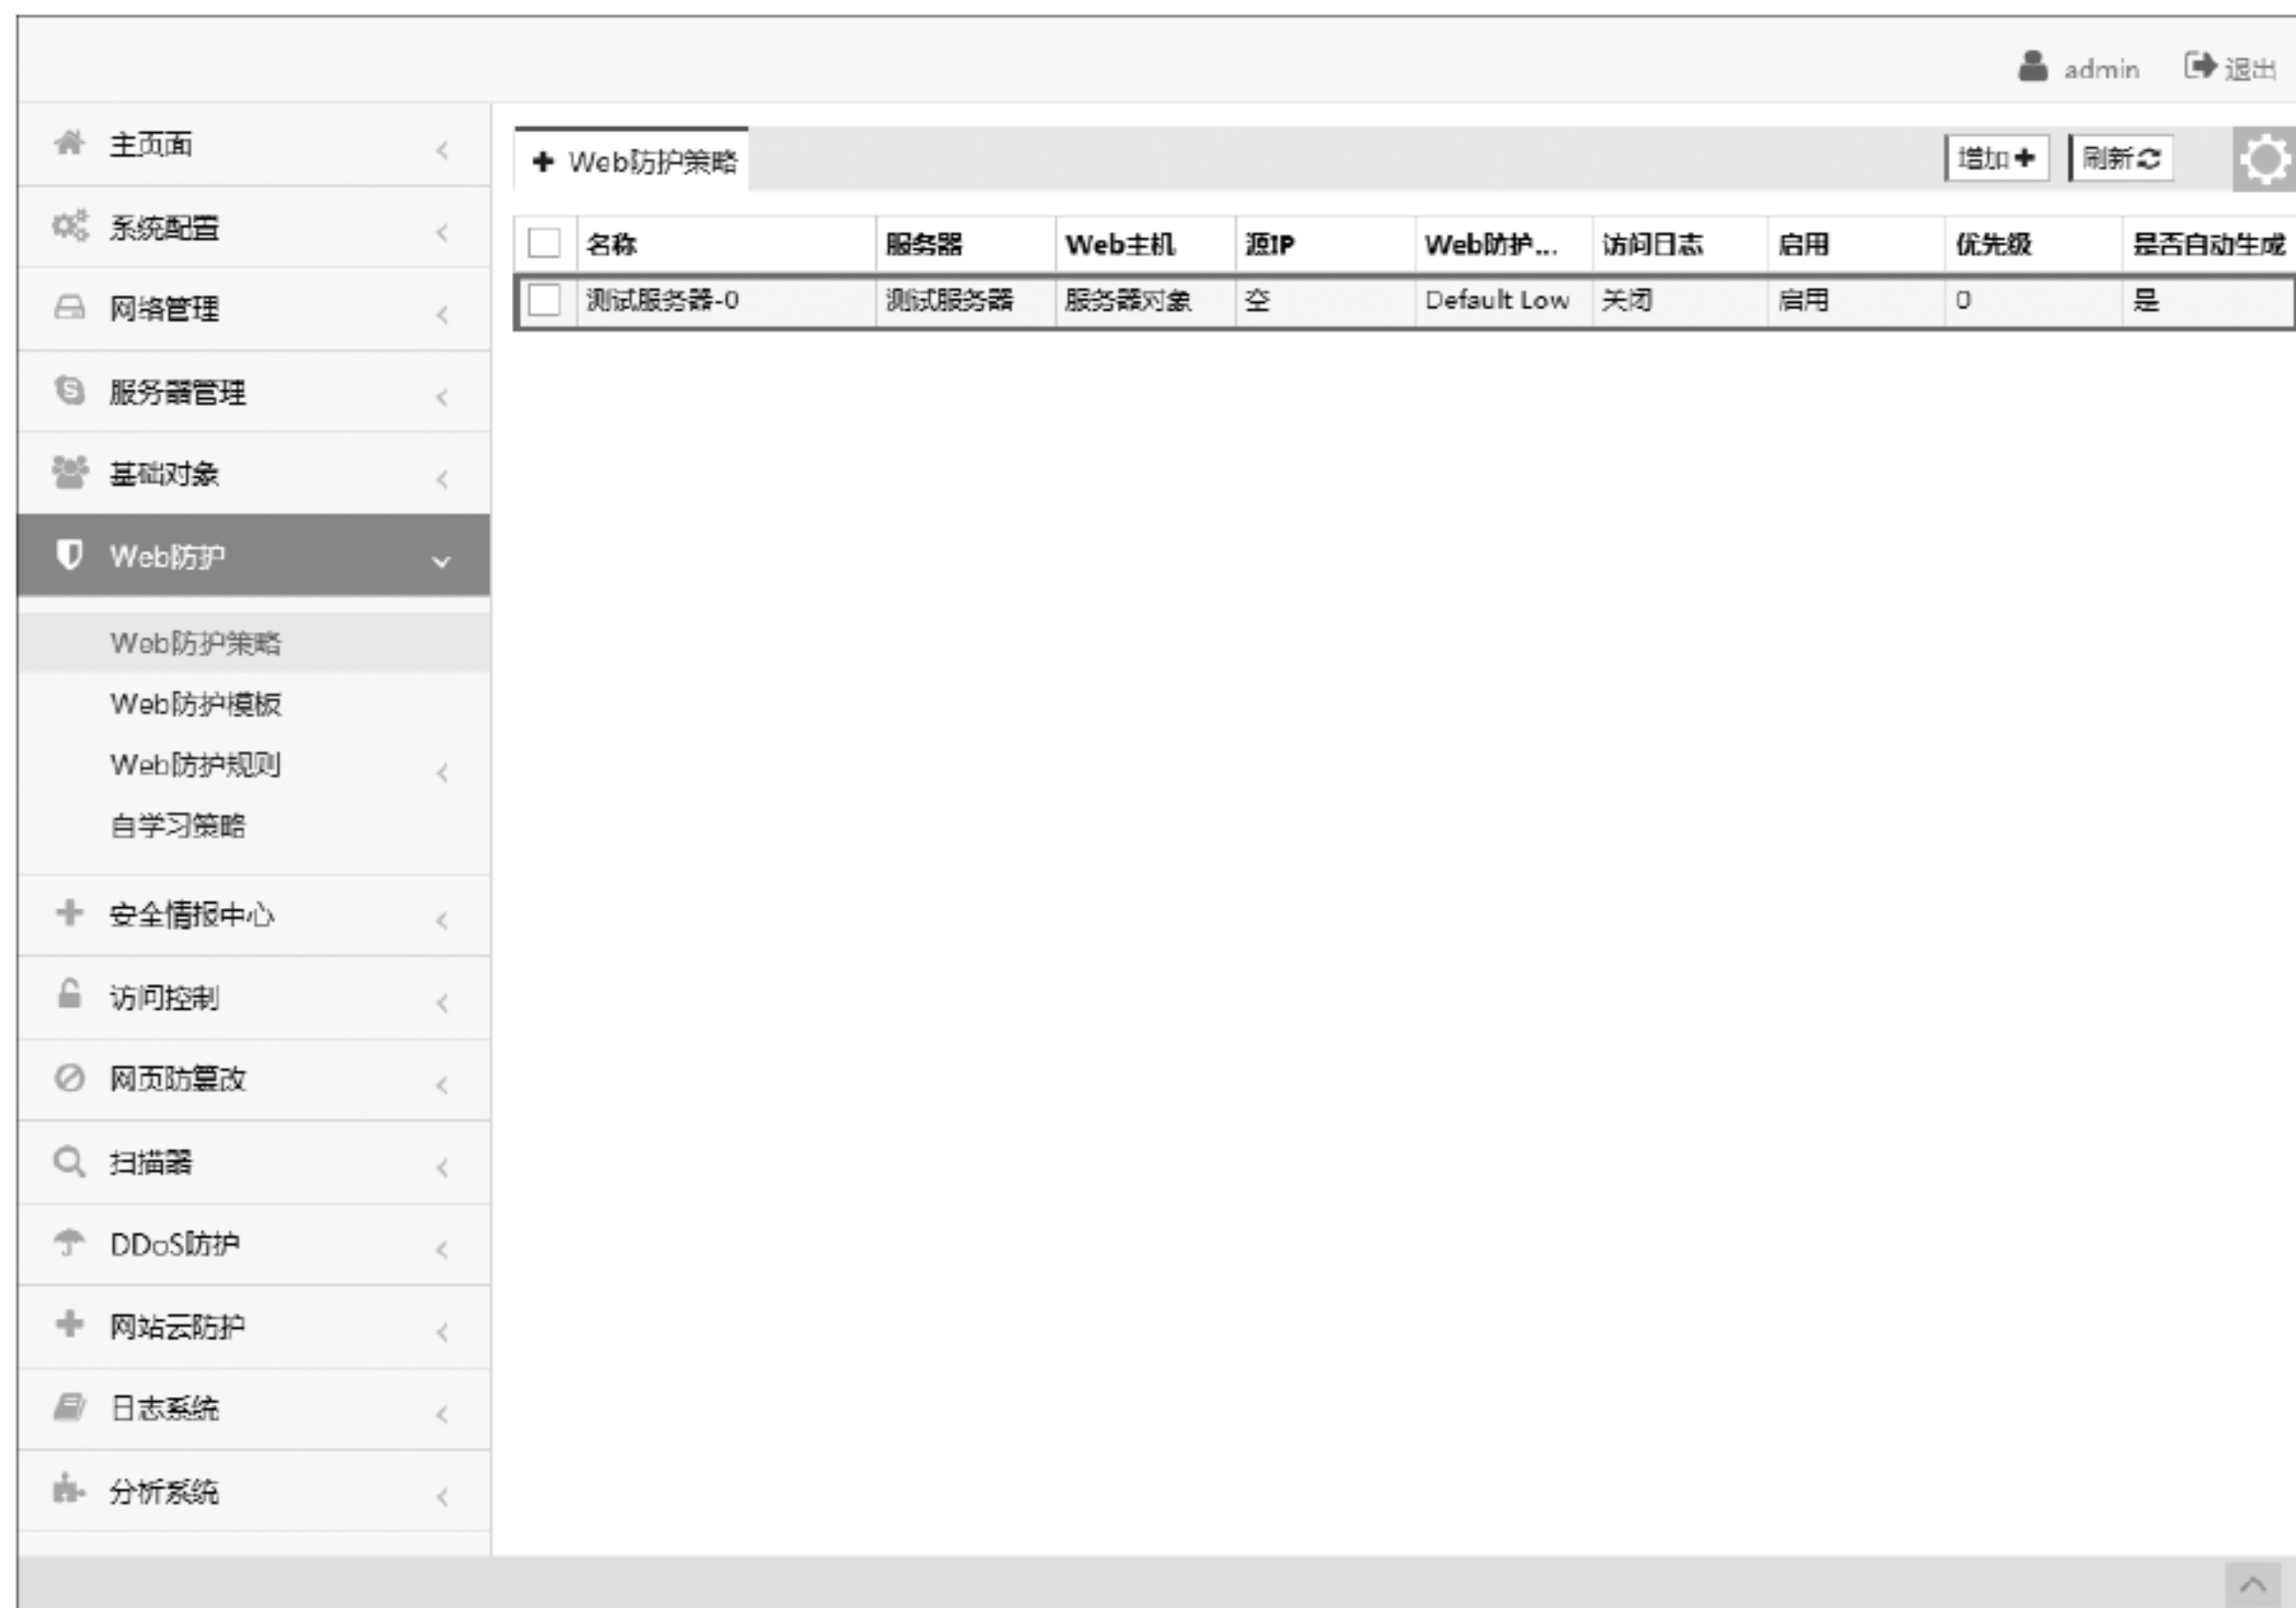 admin 退出
主页面
系统配置
网络管理
服务器管理
基础对象
Web防护
Web防护策略
Web防护模板
Web防护规则
自学习策略
安全情报中心
访问控制
网页防篡改
扫描器
DDoS防护
网站云防护
日志系统
分析系统
Web防护策略 增加 刷新
名称 服务器 Web主机 源IP Web防护... 访问日志 启用 优先级 是否自动生成
测试服务器-0 测试服务器 服务器对象 空 Default Low 关闭 启用 0 是